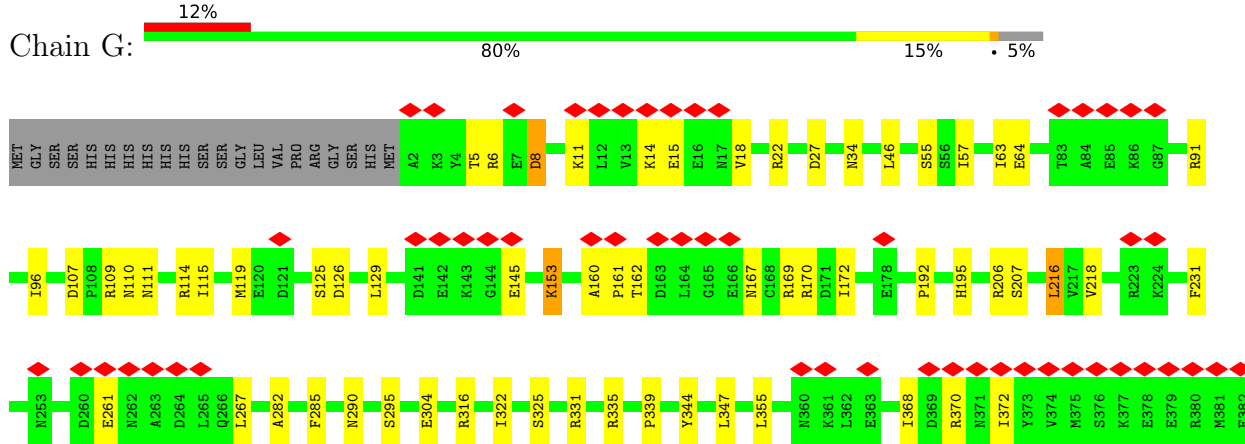 12%
Chain G:
80% 15% • 5%
MET GLY SER SER HIS HIS HIS HIS HIS HIS SER SER GLY LEU VAL PRO ARG GLY SER HIS MET A2 K3 Y4 T5 R6 E7 D8 K11 L12 V13 K14 E15 E16 N17 V18 R22 D27 N34 L46 S55 S56 I57 I63 E64 T83 A84 E85 K86 G87 R91
I96 D107 P108 R109 N110 N111 R114 I115 M119 E120 D121 S125 D126 L129 D141 E142 K143 G144 E145 K153 A160 P161 T162 D163 L164 G165 E166 N167 C168 R169 R170 D171 I172 E178 P192 H195 R206 S207 L216 V217 V218 R223 K224 F231
N253 D260 E261 N262 A263 D264 L265 Q266 L267 A282 F285 N290 S295 E304 R316 I322 S325 R331 R335 P339 Y344 L347 L355 N360 K361 L362 E363 I368 D369 R370 N371 I372 Y373 V374 M375 S376 K377 E378 E379 R380 M381 E382